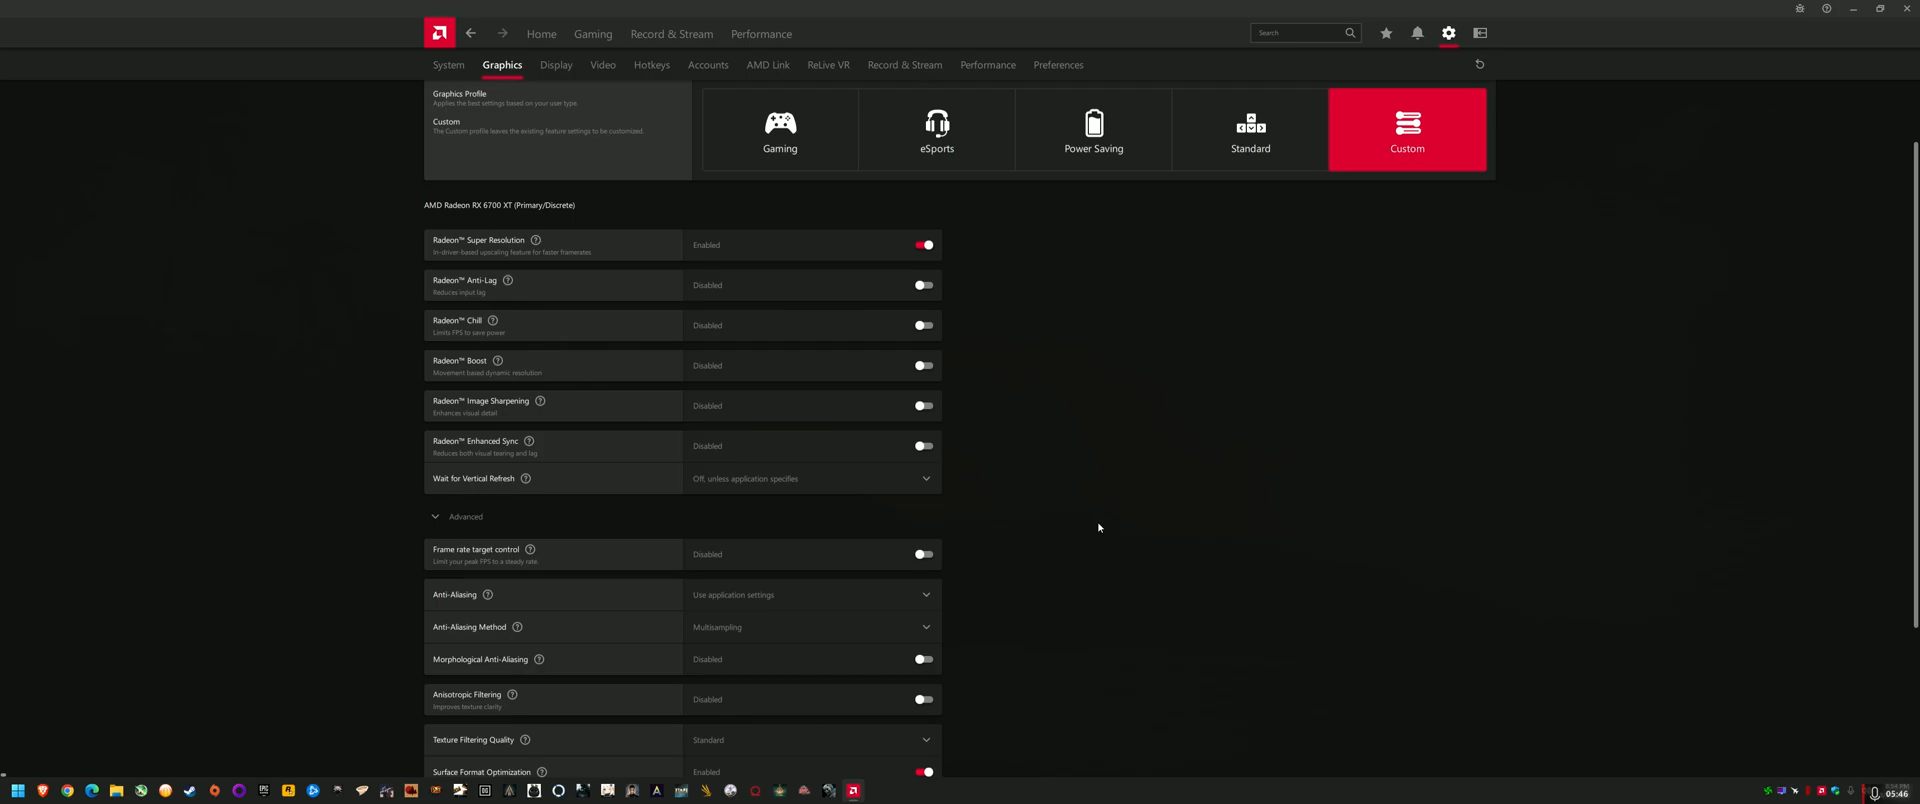 Home
Gaming
Record & Stream
Performance
Search
System
Graphics
Display
Video
Hotkeys
Accounts
AMD Link
ReLive VR
Record & Stream
Performance
Preferences
Graphics Profile
Applies the best settings based on your user type.
Custom
The Custom profile leaves the existing feature settings to be customized.
Gaming
eSports
Power Saving
Standard
Custom
AMD Radeon RX 6700 XT (Primary/Discrete)
Radeon™ Super Resolution
In-driver-based upscaling feature for faster framerates
Enabled
Radeon™ Anti-Lag
Reduces input lag
Disabled
Radeon™ Chill
Limits FPS to save power
Disabled
Radeon™ Boost
Movement based dynamic resolution
Disabled
Radeon™ Image Sharpening
Enhances visual detail
Disabled
Radeon™ Enhanced Sync
Reduces both visual tearing and lag
Disabled
Wait for Vertical Refresh
Off, unless application specifies
Advanced
Frame rate target control
Limit your peak FPS to a steady rate
Disabled
Anti-Aliasing
Use application settings
Anti-Aliasing Method
Multisampling
Morphological Anti-Aliasing
Disabled
Anisotropic Filtering
Improves texture clarity
Disabled
Texture Filtering Quality
Standard
Surface Format Optimization
Enabled
EPIC
05:46